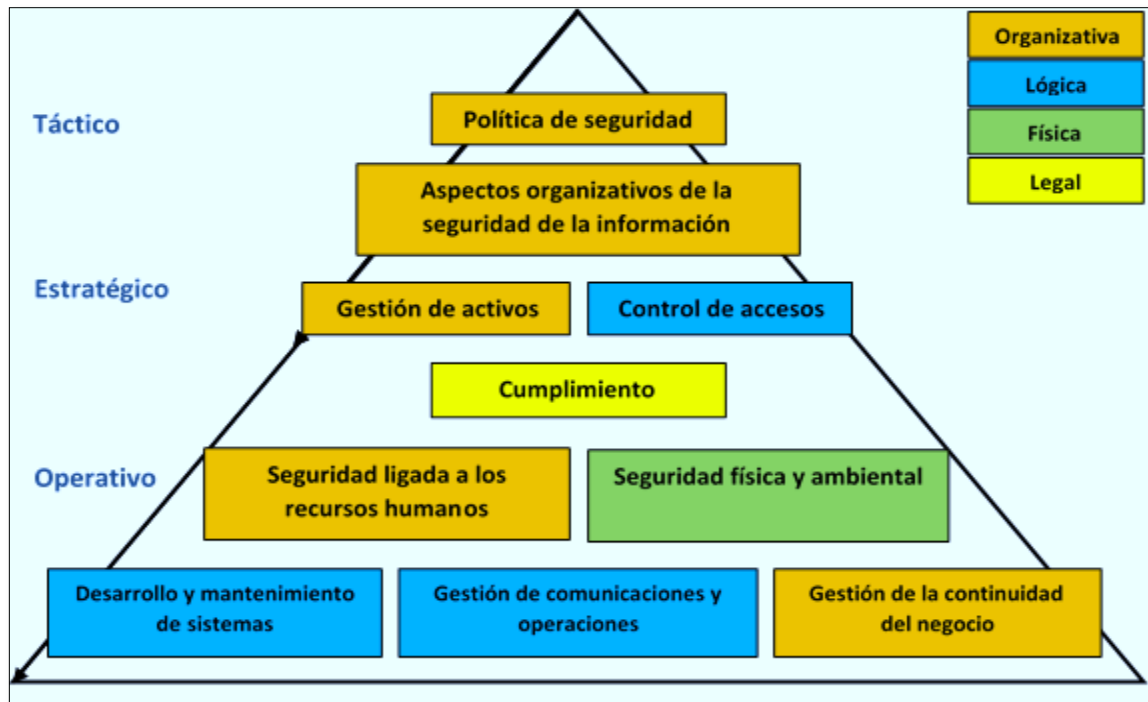 Organizativa
Lógica
Física
Legal
Táctico
Política de seguridad
Aspectos organizativos de la
seguridad de la información
Estratégico
Gestión de activos
Control de accesos
Cumplimiento
Operativo
Seguridad ligada a los
recursos humanos
Seguridad física y ambiental
Desarrollo y mantenimiento
de sistemas
Gestión de comunicaciones y
operaciones
Gestión de la continuidad
del negocio